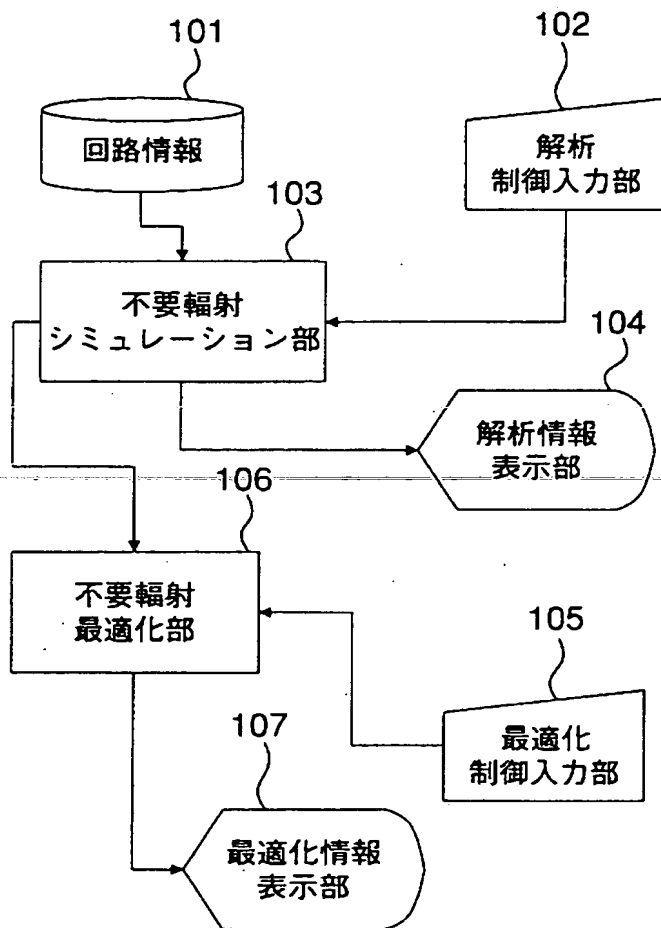 101
回路情報
102
解析
制御入力部
103
不要輻射
シミュレーション部
104
解析情報
表示部
106
不要輻射
最適化部
105
最適化
制御入力部
107
最適化情報
表示部